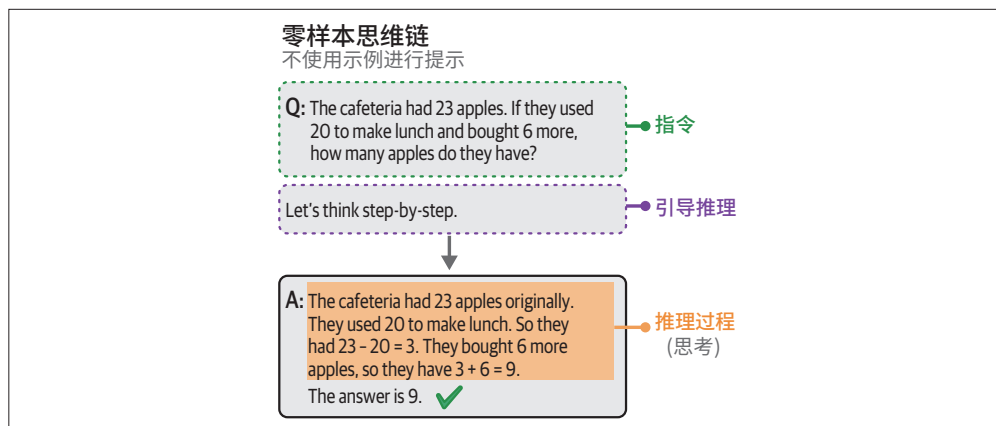 零样本思维链
不使用示例进行提示
Q: The cafeteria had 23 apples. If they used
20 to make lunch and bought 6 more,
how many apples do they have?
指令
Let's think step-by-step.
引导推理
A: The cafeteria had 23 apples originally.
They used 20 to make lunch. So they
had 23 – 20 = 3. They bought 6 more
apples, so they have 3 + 6 = 9.
The answer is 9.
推理过程
(思考)